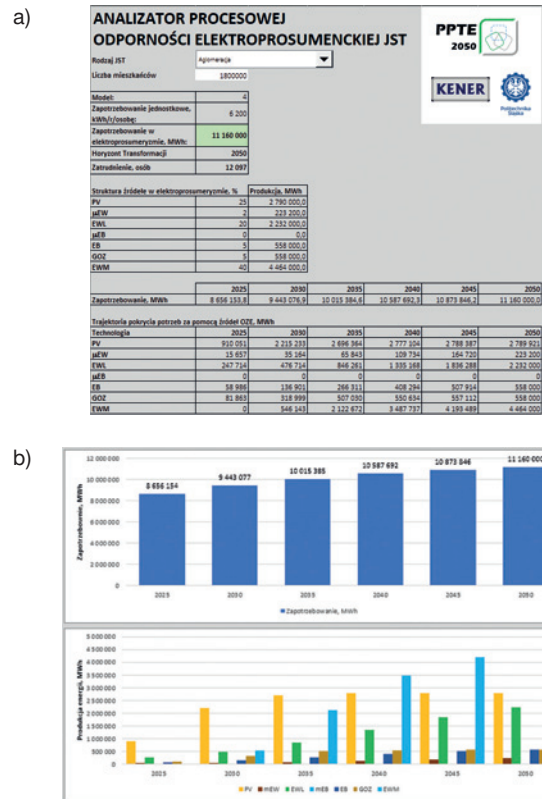 a)
ANALIZATOR PROCESOWEJ
ODPORNOŚCI ELEKTROPROSUMENCKIEJ JST
PPTE
2050
Rodzaj JST Aglomeracja
Liczba mieszkańców 1800000
KENER
Politechnika
Śląska
Model: 4
Zapotrzebowanie jednostkowe,
kWh/r/osobę: 6 200
Zapotrzebowanie w
elektroprosumeryzmie, MWh: 11 160 000
Horyzont Transformacji 2050
Zatrudnienie, osób 12 097
Struktura źródełe w elektroprosumeryzmie, % Produkcja, MWh
PV 25 2 790 000,0
µEW 2 223 200,0
EWL 20 2 232 000,0
µEB 0 0,0
EB 5 558 000,0
GOZ 5 558 000,0
EWM 40 4 464 000,0
2025 2030 2035 2040 2045 2050
Zapotrzebowanie, MWh 8 656 153,8 9 443 076,9 10 015 384,6 10 587 692,3 10 873 846,2 11 160 000,0
Trajektoria pokrycia potrzeb za pomocą źródeł OZE, MWh
Technologia 2025 2030 2035 2040 2045 2050
PV 910 051 2 215 233 2 696 364 2 777 104 2 788 387 2 789 921
µEW 15 657 35 164 65 843 109 734 164 720 223 200
EWL 247 714 476 714 846 261 1 335 168 1 836 288 2 232 000
µEB 0 0 0 0 0 0
EB 58 986 136 901 266 311 408 294 507 914 558 000
GOZ 81 863 318 999 507 030 550 634 557 112 558 000
EWM 0 546 143 2 122 672 3 487 737 4 193 489 4 464 000
b)
Zapotrzebowanie, MWh
12 000 000
10 000 000
8 000 000
6 000 000
4 000 000
2 000 000
0
8 656 154 9 443 077 10 015 385 10 587 692 10 873 846 11 160 000
2025 2030 2035 2040 2045 2050
Zapotrzebowanie, MWh
Produkcja energii, MWh
5 000 000
4 500 000
4 000 000
3 500 000
3 000 000
2 500 000
2 000 000
1 500 000
1 000 000
500 000
0
2025 2030 2035 2040 2045 2050
PV mEW EWL mEB EB GOZ EWM